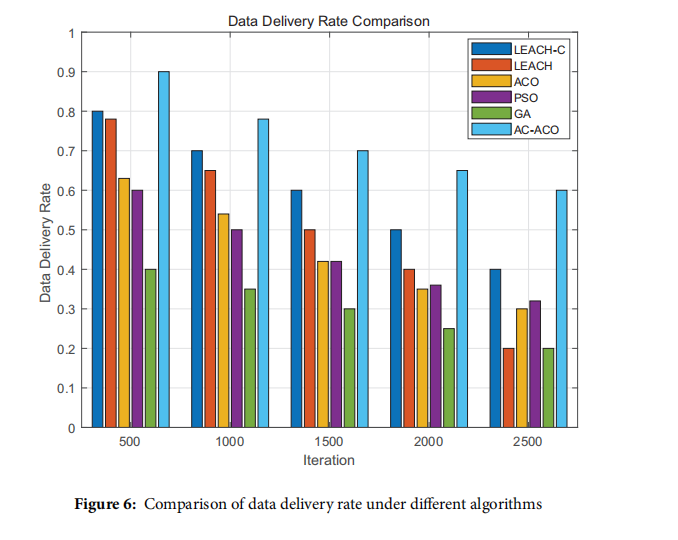 Data Delivery Rate Comparison
1
0.9
0.8
0.7
0.6
0.5
0.4
0.3
0.2
0.1
0
Data Delivery Rate
LEACH-C
LEACH
ACO
PSO
GA
AC-ACO
500 1000 1500 2000 2500
Iteration
Figure 6: Comparison of data delivery rate under different algorithms